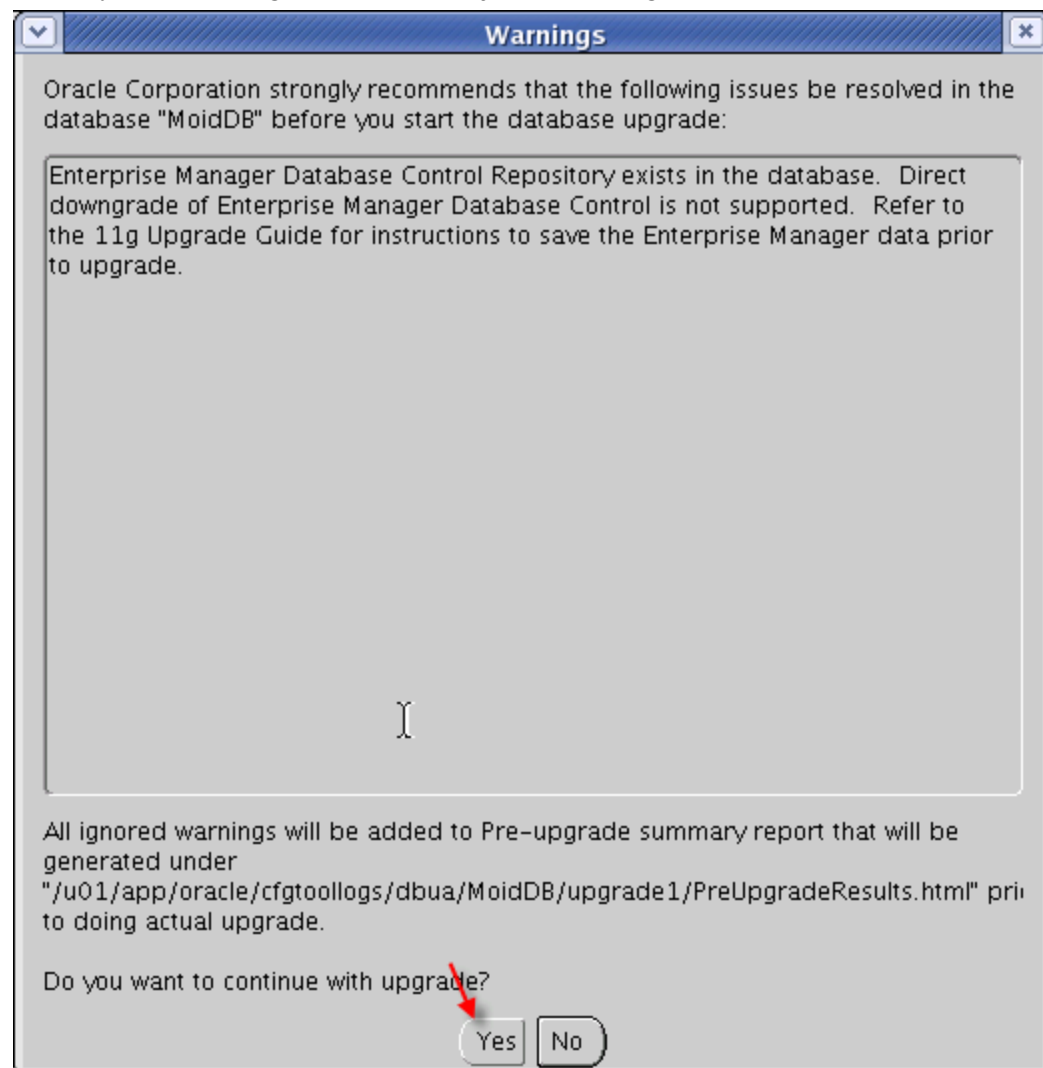 Warnings
Oracle Corporation strongly recommends that the following issues be resolved in the
database "MoidDB" before you start the database upgrade:
Enterprise Manager Database Control Repository exists in the database.  Direct
downgrade of Enterprise Manager Database Control is not supported.  Refer to
the 11g Upgrade Guide for instructions to save the Enterprise Manager data prior
to upgrade.
All ignored warnings will be added to Pre-upgrade summary report that will be
generated under
"/u01/app/oracle/cfgtoollogs/dbua/MoidDB/upgrade1/PreUpgradeResults.html"
to doing actual upgrade.
Do you want to continue with upgrade?
Yes No